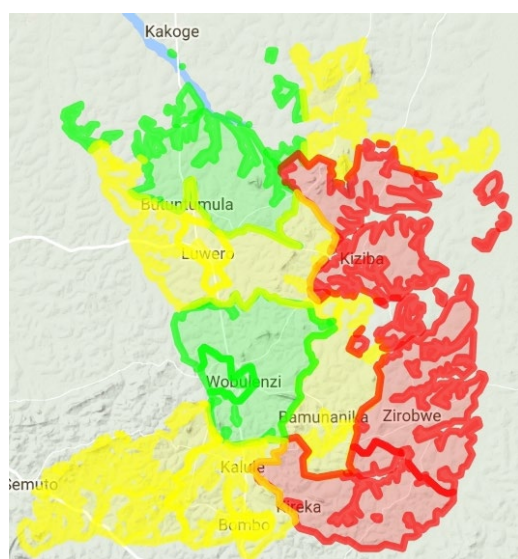 Kakoge
Butuntumula
Luwero
Kiziba
Wobulenzi
Bamunanika
Zirobwe
Kalule
Semuto
Kireka
Bombo